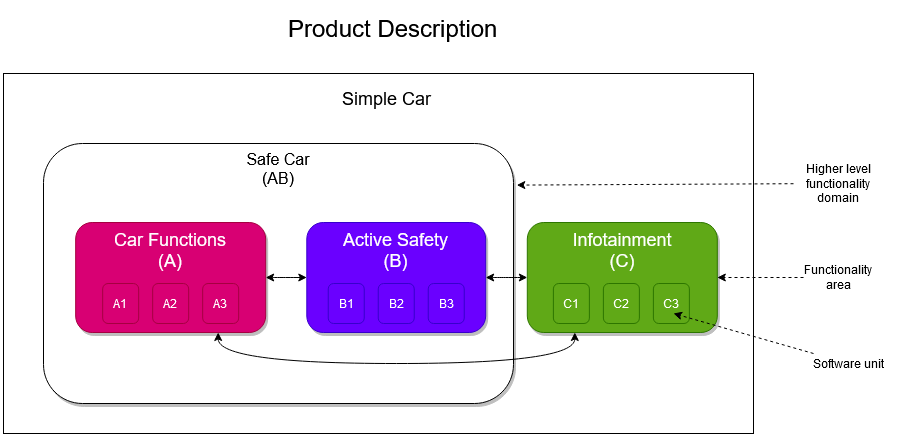 Product Description
Simple Car
Safe Car
(AB)
Higher level
functionality
domain
Car Functions
(A)
Active Safety
(B)
Infotainment
(C)
Functionality
area
A1 A2 A3
B1 B2 B3
C1 C2 C3
Software unit